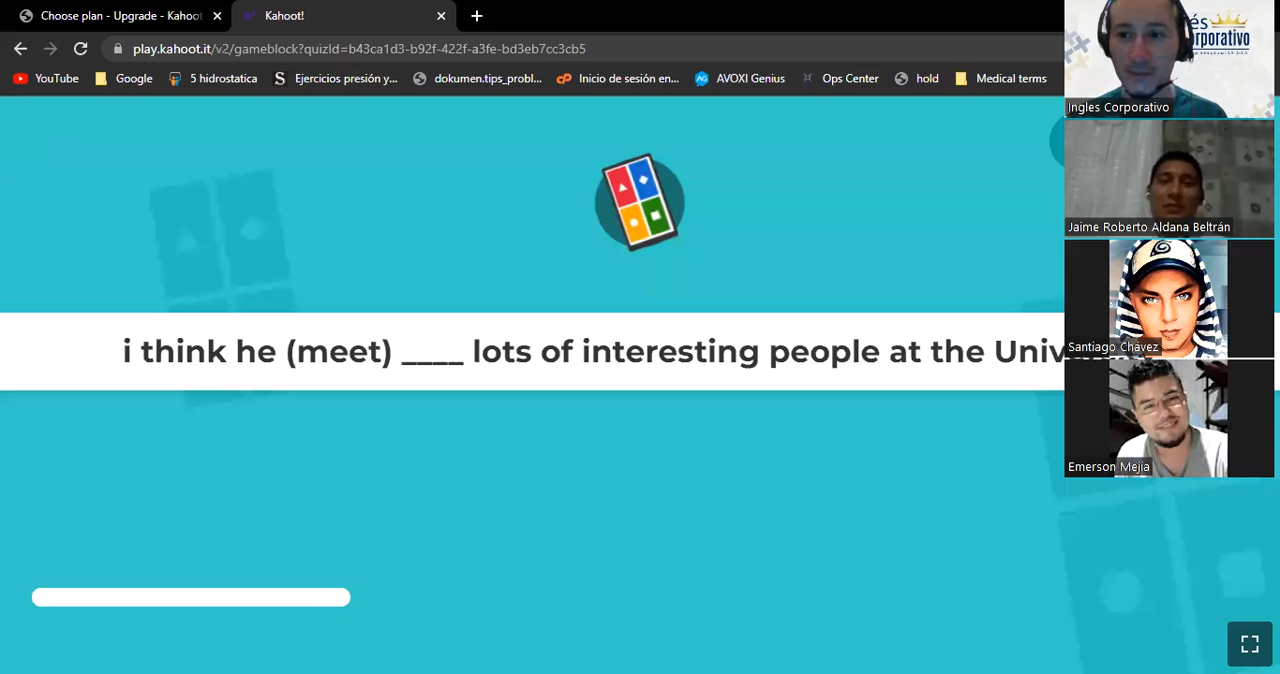 Choose plan - Upgrade - Kahoot
Kahoot!
play.kahoot.it/v2/gameblock?quizId=b43ca1d3-b92f-422f-a3fe-bd3eb7cc3cb5
YouTube
Google
5 hidrostatica
Ejercicios presión y...
dokumen.tips_probl...
Inicio de sesión en...
AVOXI Genius
Ops Center
hold
Medical terms
Ingles Corporativo
Jaime Roberto Aldana Beltrán
i think he (meet) ____ lots of interesting people at the
Santiago Chávez
Emerson Mejia